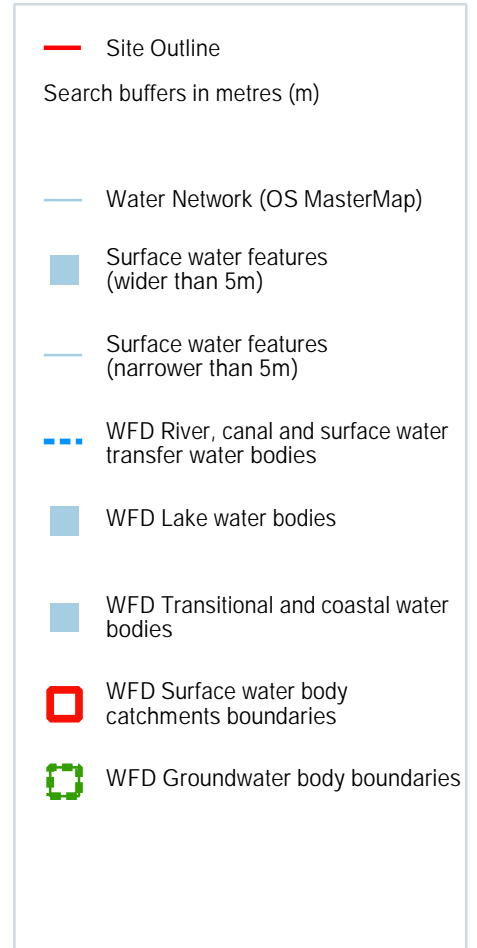 Site Outline
Search buffers in metres (m)
Water Network (OS MasterMap)
Surface water features
(wider than 5m)
Surface water features
(narrower than 5m)
WFD River, canal and surface water
transfer water bodies
WFD Lake water bodies
WFD Transitional and coastal water
bodies
WFD Surface water body
catchments boundaries
WFD Groundwater body boundaries